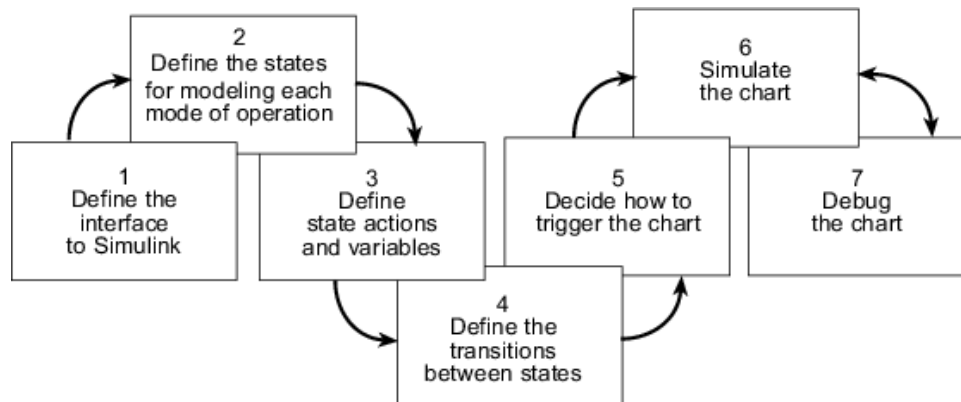 1
Define the
interface
to Simulink
2
Define the states
for modeling each
mode of operation
3
Define
state actions
and variables
4
Define the
transitions
between states
5
Decide how to
trigger the chart
6
Simulate
the chart
7
Debug
the chart